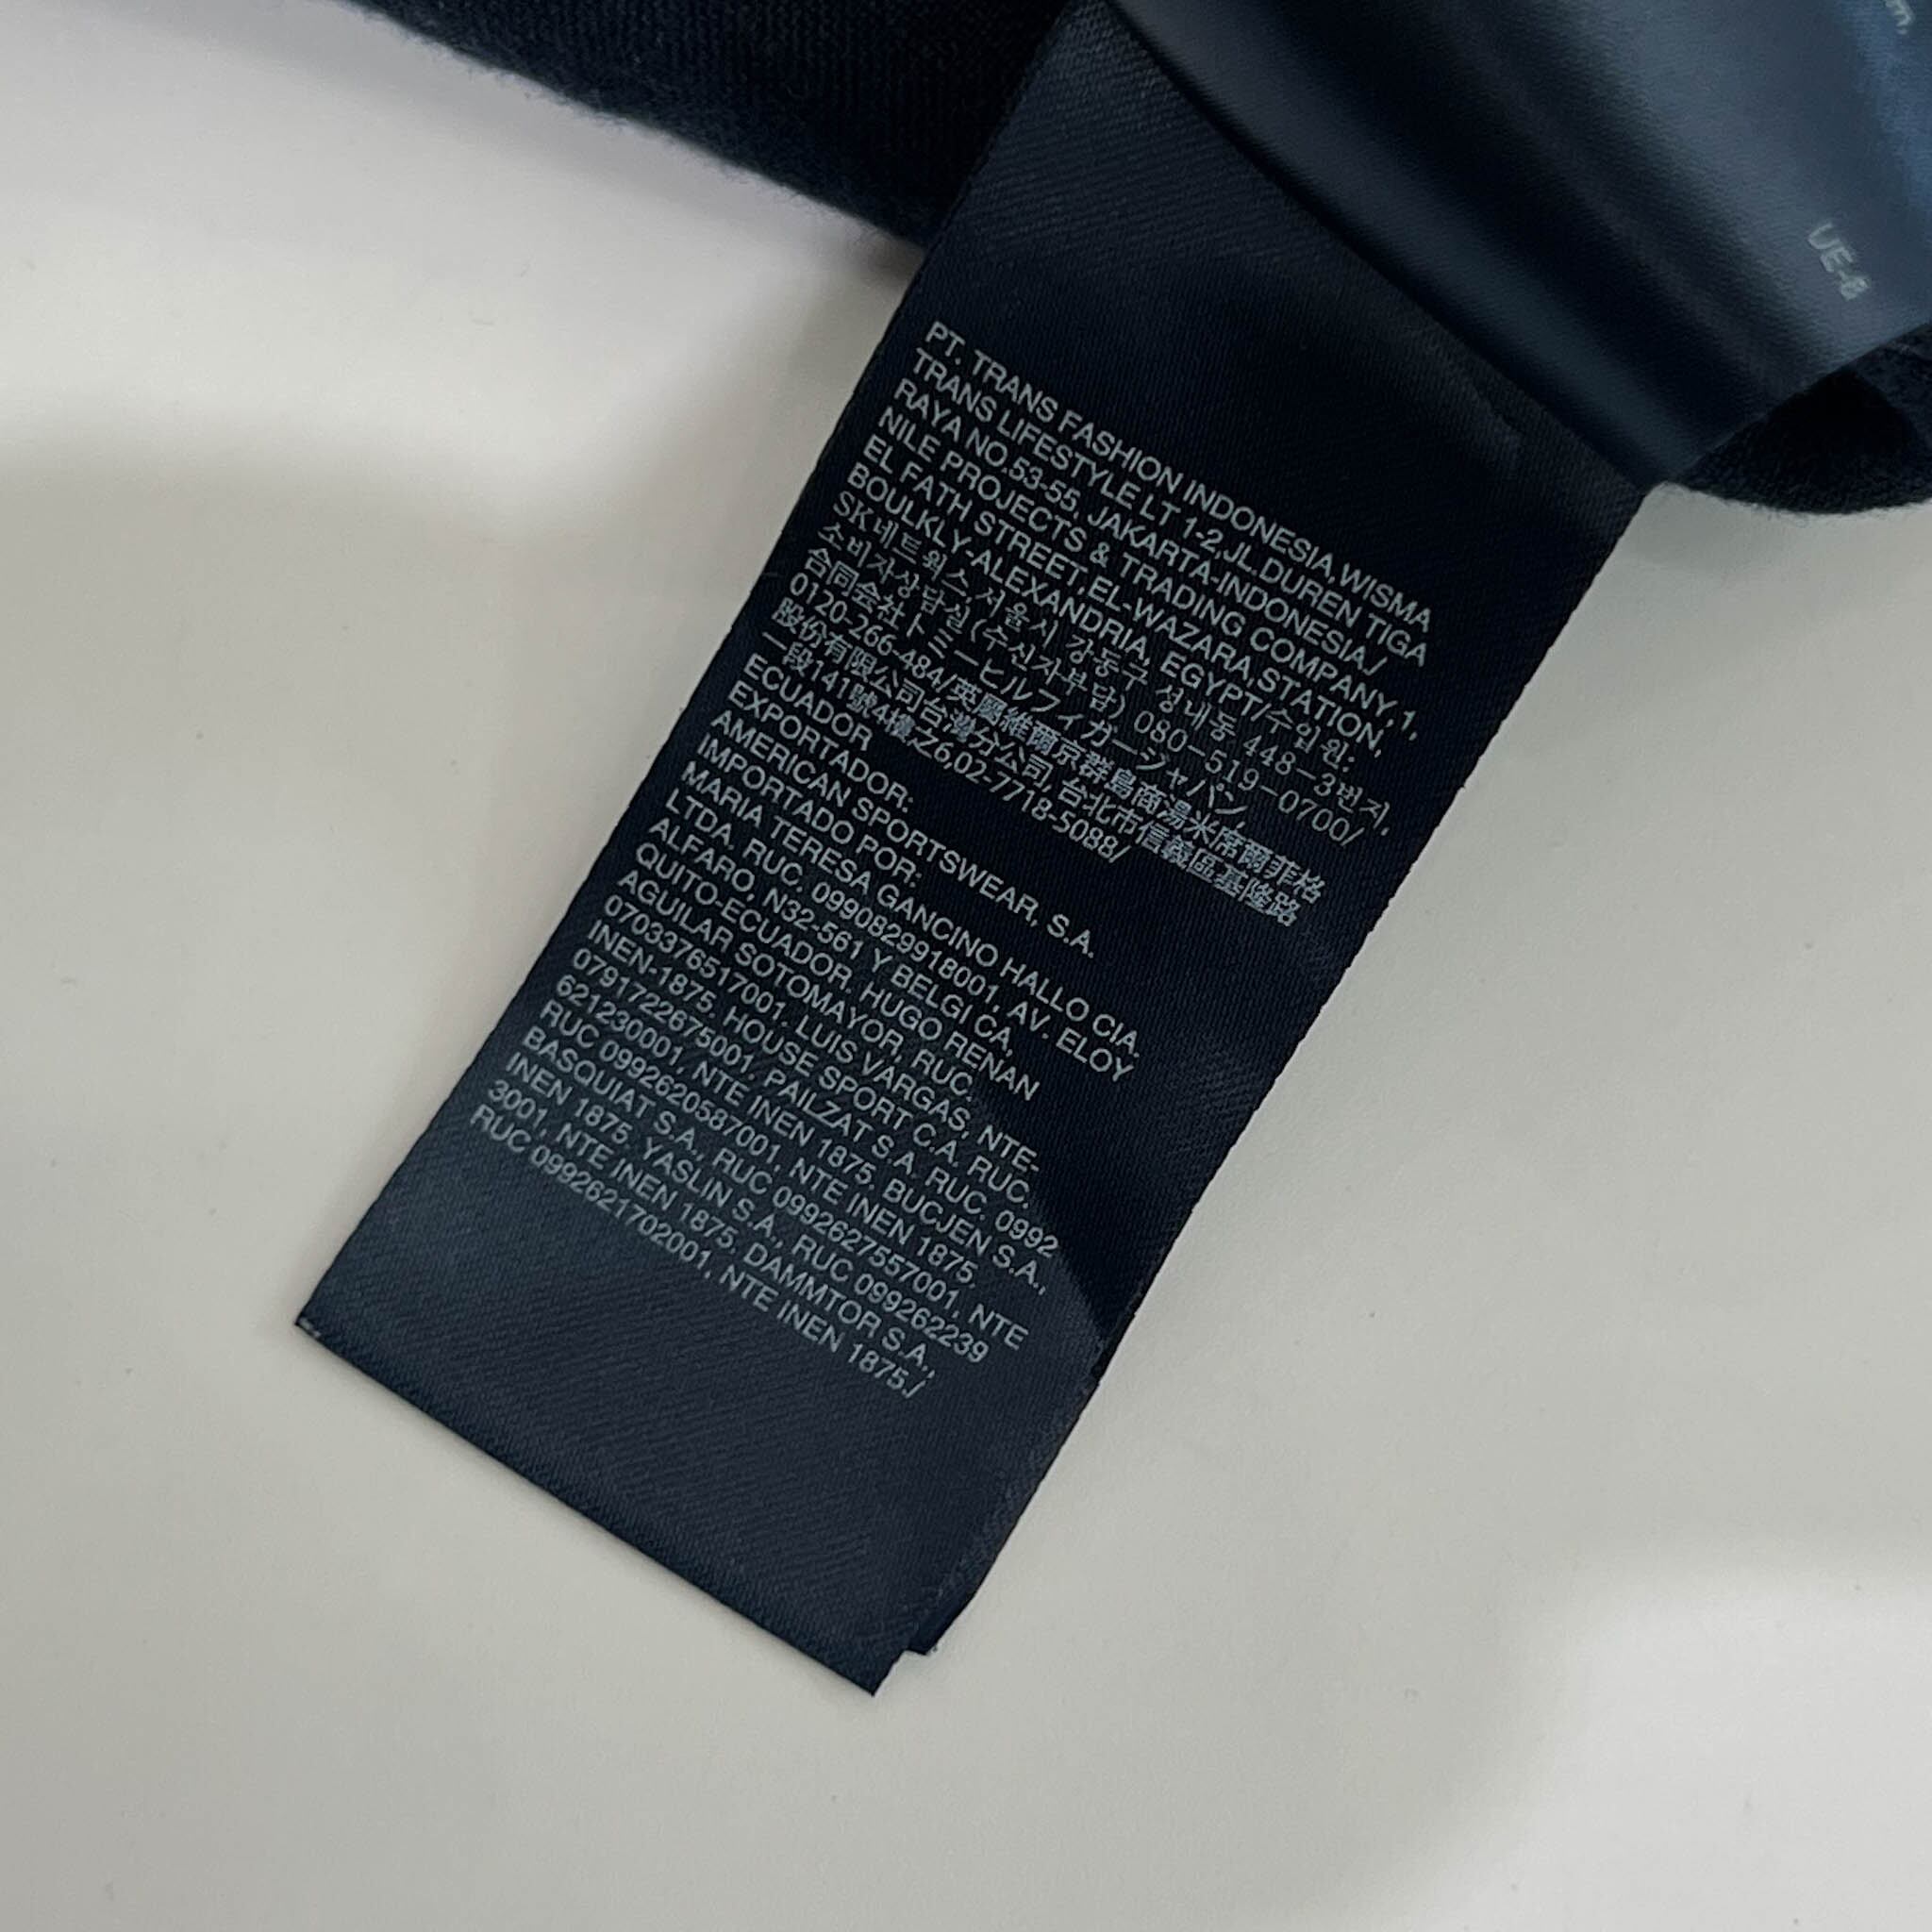 PT. TRANS FASHION INDONESIA,WISMA
TRANS LIFESTYLE LT 1-2,JL.DUREN TIGA
RAYA NO.53-55, JAKARTA-INDONESIA./
NILE PROJECTS & TRADING COMPANY, 1,
EL FATH STREET,EL-WAZARA,STATION,
BOULKLY-ALEXANDRIA, EGYPT/수입원:
SK네트웍스,서울시 강동구 성내동 448-3번지,
소비자상담실(수신자부담) 080-519-0700/
合同会社トミーヒルフィガージャパン
0120-266-484/英屬維爾京群島商湯米席爾菲格
股份有限公司台灣分公司, 台北市信義區基隆路
一段141號4樓之6,02-7718-5088/
ECUADOR
EXPORTADOR:
AMERICAN SPORTSWEAR, S.A.
IMPORTADO POR:
MARIA TERESA GANCINO HALLO CIA.
LTDA. RUC. 0990829918001, AV. ELOY
ALFARO, N32-561 Y BELGI CA,
QUITO-ECUADOR. HUGO RENAN
AGUILAR SOTOMAYOR, RUC.
0703376517001, LUIS VARGAS, NTE-
INEN-1875, HOUSE SPORT C.A. RUC.
0791722675001, PAILZAT S.A. RUC. 0992
621230001, NTE INEN 1875, BUCJEN S.A.,
RUC 0992620587001, NTE INEN 1875.
BASQUIAT S.A., RUC 0992627557001, NTE
INEN 1875. YASLIN S.A., RUC 099262239
3001, NTE INEN 1875, DAMMTOR S.A.,
RUC 0992621702001, NTE INEN 1875./